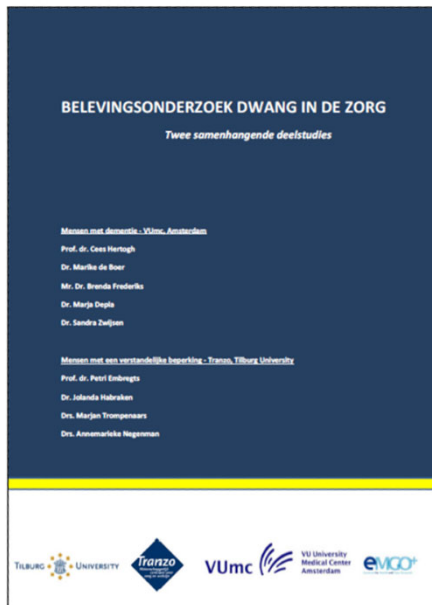 BELEVINGSONDERZOEK DWANG IN DE ZORG
Twee samenhangende deelstudies
Mensen met dementie - VUmc, Amsterdam
Prof. dr. Cees Hertogh
Dr. Marike de Boer
Mr. Dr. Brenda Frederiks
Dr. Marja Depla
Dr. Sandra Zwijsen
Mensen met een verstandelijke beperking - Tranzo, Tilburg University
Prof. dr. Petri Embregts
Dr. Jolanda Habraken
Drs. Marjan Trompenaars
Drs. Annemarieke Negenman
TILBURG UNIVERSITY
Tranzo
VUmc
VU University
Medical Center
Amsterdam
eMGO+